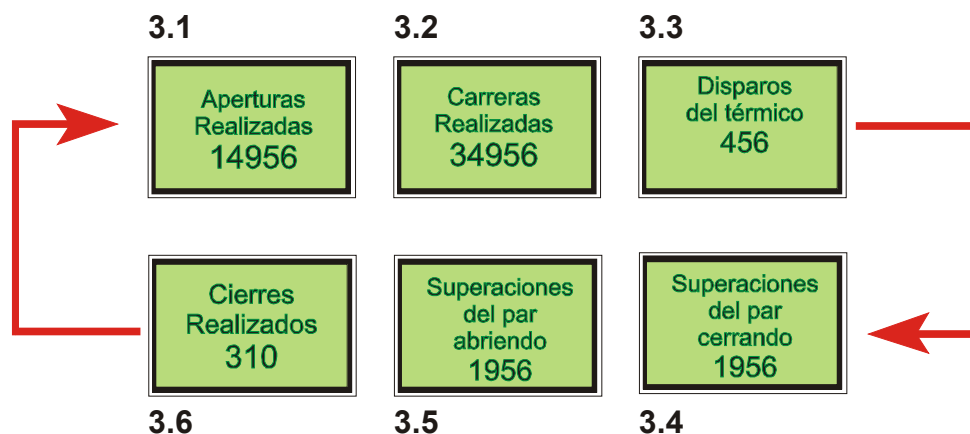 3.1
3.2
3.3
Aperturas
Realizadas
14956
Carreras
Realizadas
34956
Disparos
del térmico
456
Cierres
Realizados
310
Superaciones
del par
abriendo
1956
Superaciones
del par
cerrando
1956
3.6
3.5
3.4